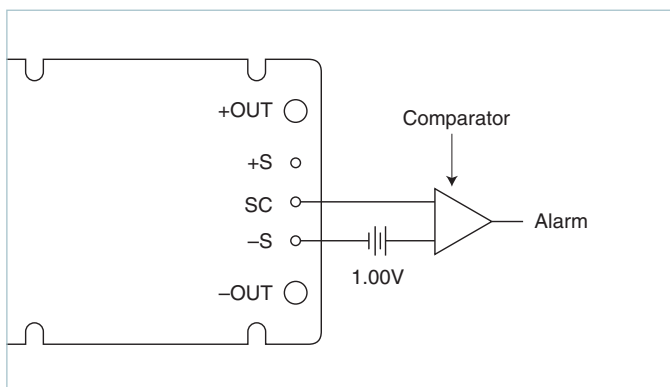 +OUT
Comparator
+S
SC
Alarm
–S
1.00V
–OUT